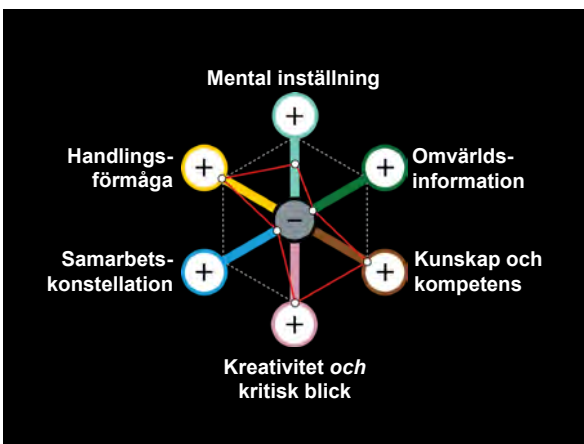 Mental inställning
+
Handlings-
förmåga
+
+
Omvärlds-
information
−
Samarbets-
konstellation
+
+
Kunskap och
kompetens
+
Kreativitet och
kritisk blick